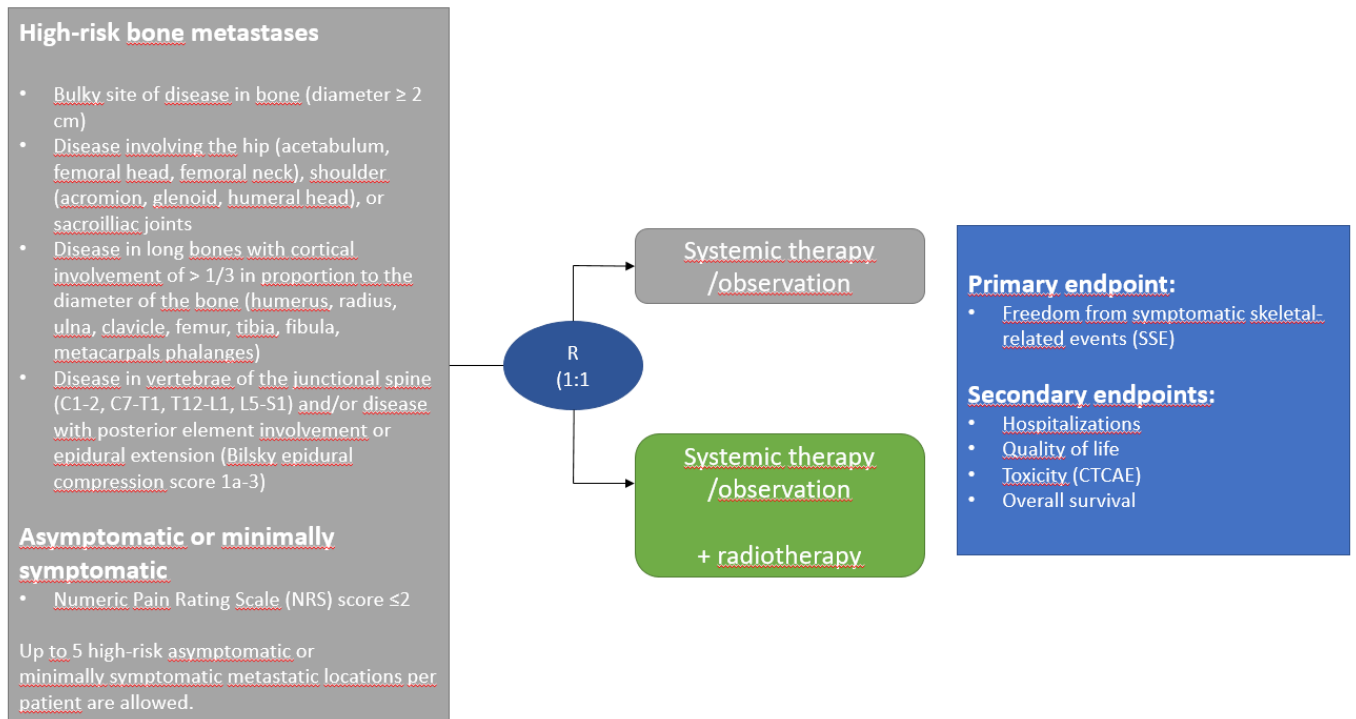 High-risk bone metastases
• Bulky site of disease in bone (diameter ≥ 2
cm)
• Disease involving the hip (acetabulum,
femoral head, femoral neck), shoulder
(acromion, glenoid, humeral head), or
sacroilliac joints
• Disease in long bones with cortical
involvement of > 1/3 in proportion to the
diameter of the bone (humerus, radius,
ulna, clavicle, femur, tibia, fibula,
metacarpals phalanges)
• Disease in vertebrae of the junctional spine
(C1-2, C7-T1, T12-L1, L5-S1) and/or disease
with posterior element involvement or
epidural extension (Bilsky epidural
compression score 1a-3)
Asymptomatic or minimally
symptomatic
• Numeric Pain Rating Scale (NRS) score ≤2
Up to 5 high-risk asymptomatic or
minimally symptomatic metastatic locations per
patient are allowed.
R
(1:1
Systemic therapy
/observation
Systemic therapy
/observation
+ radiotherapy
Primary endpoint:
• Freedom from symptomatic skeletal-
related events (SSE)
Secondary endpoints:
• Hospitalizations
• Quality of life
• Toxicity (CTCAE)
• Overall survival